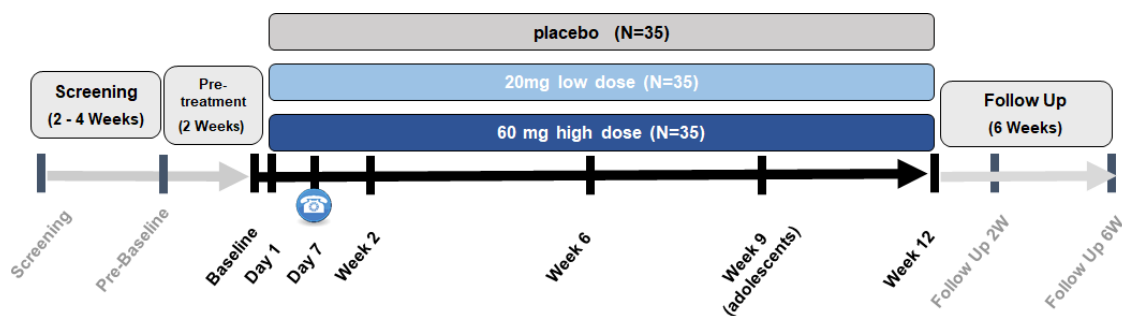 placebo (N=35)
20mg low dose (N=35)
60 mg high dose (N=35)
Screening
(2 - 4 Weeks)
Pre-
treatment
(2 Weeks)
Follow Up
(6 Weeks)
Screening
Pre-Baseline
Baseline
Day 1
Day 7
Week 2
Week 6
Week 9
(adolescents)
Week 12
Follow Up 2W
Follow Up 6W